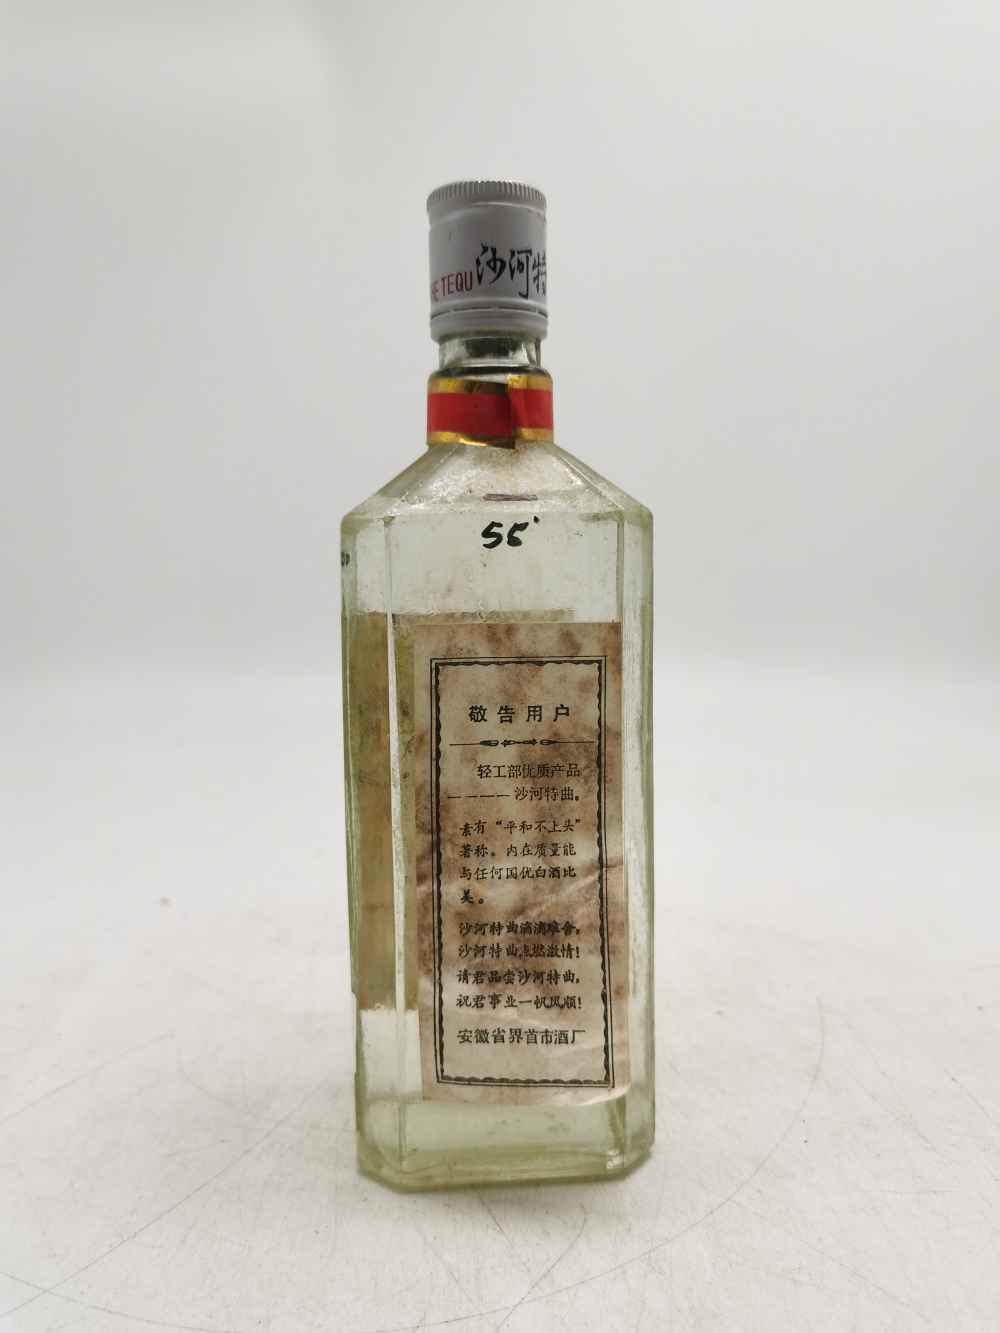 HE TEQU 沙河特
55°
敬告用户
轻工部优质产品
————沙河特曲。
素有“平和不上头”
著称。内在质量能
与任何国优白酒比
美。
沙河特曲滴滴难舍,
沙河特曲点燃激情!
请君品尝沙河特曲,
祝君事业一帆风顺!
安徽省界首市酒厂